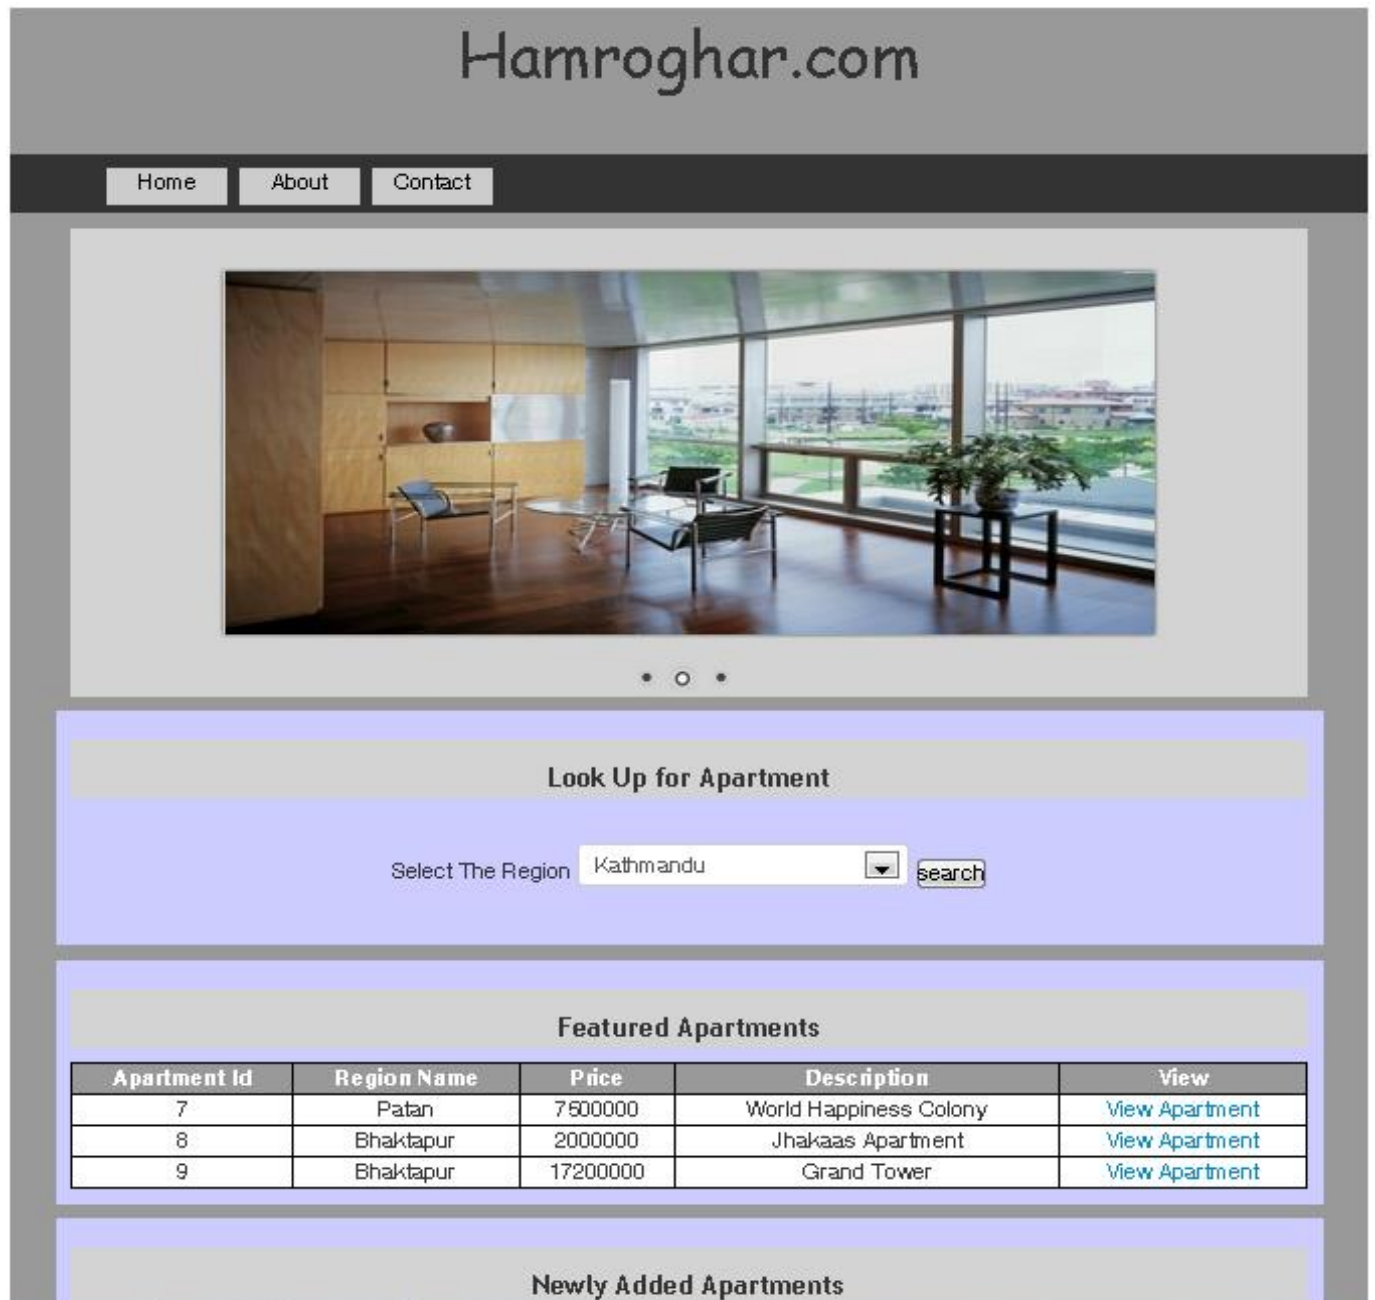 Hamroghar.com
Home About Contact
Look Up for Apartment
Select The Region Kathmandu search
Featured Apartments
Apartment Id Region Name Price Description View
7 Patan 7500000 World Happiness Colony View Apartment
8 Bhaktapur 2000000 Jhakaas Apartment View Apartment
9 Bhaktapur 17200000 Grand Tower View Apartment
Newly Added Apartments